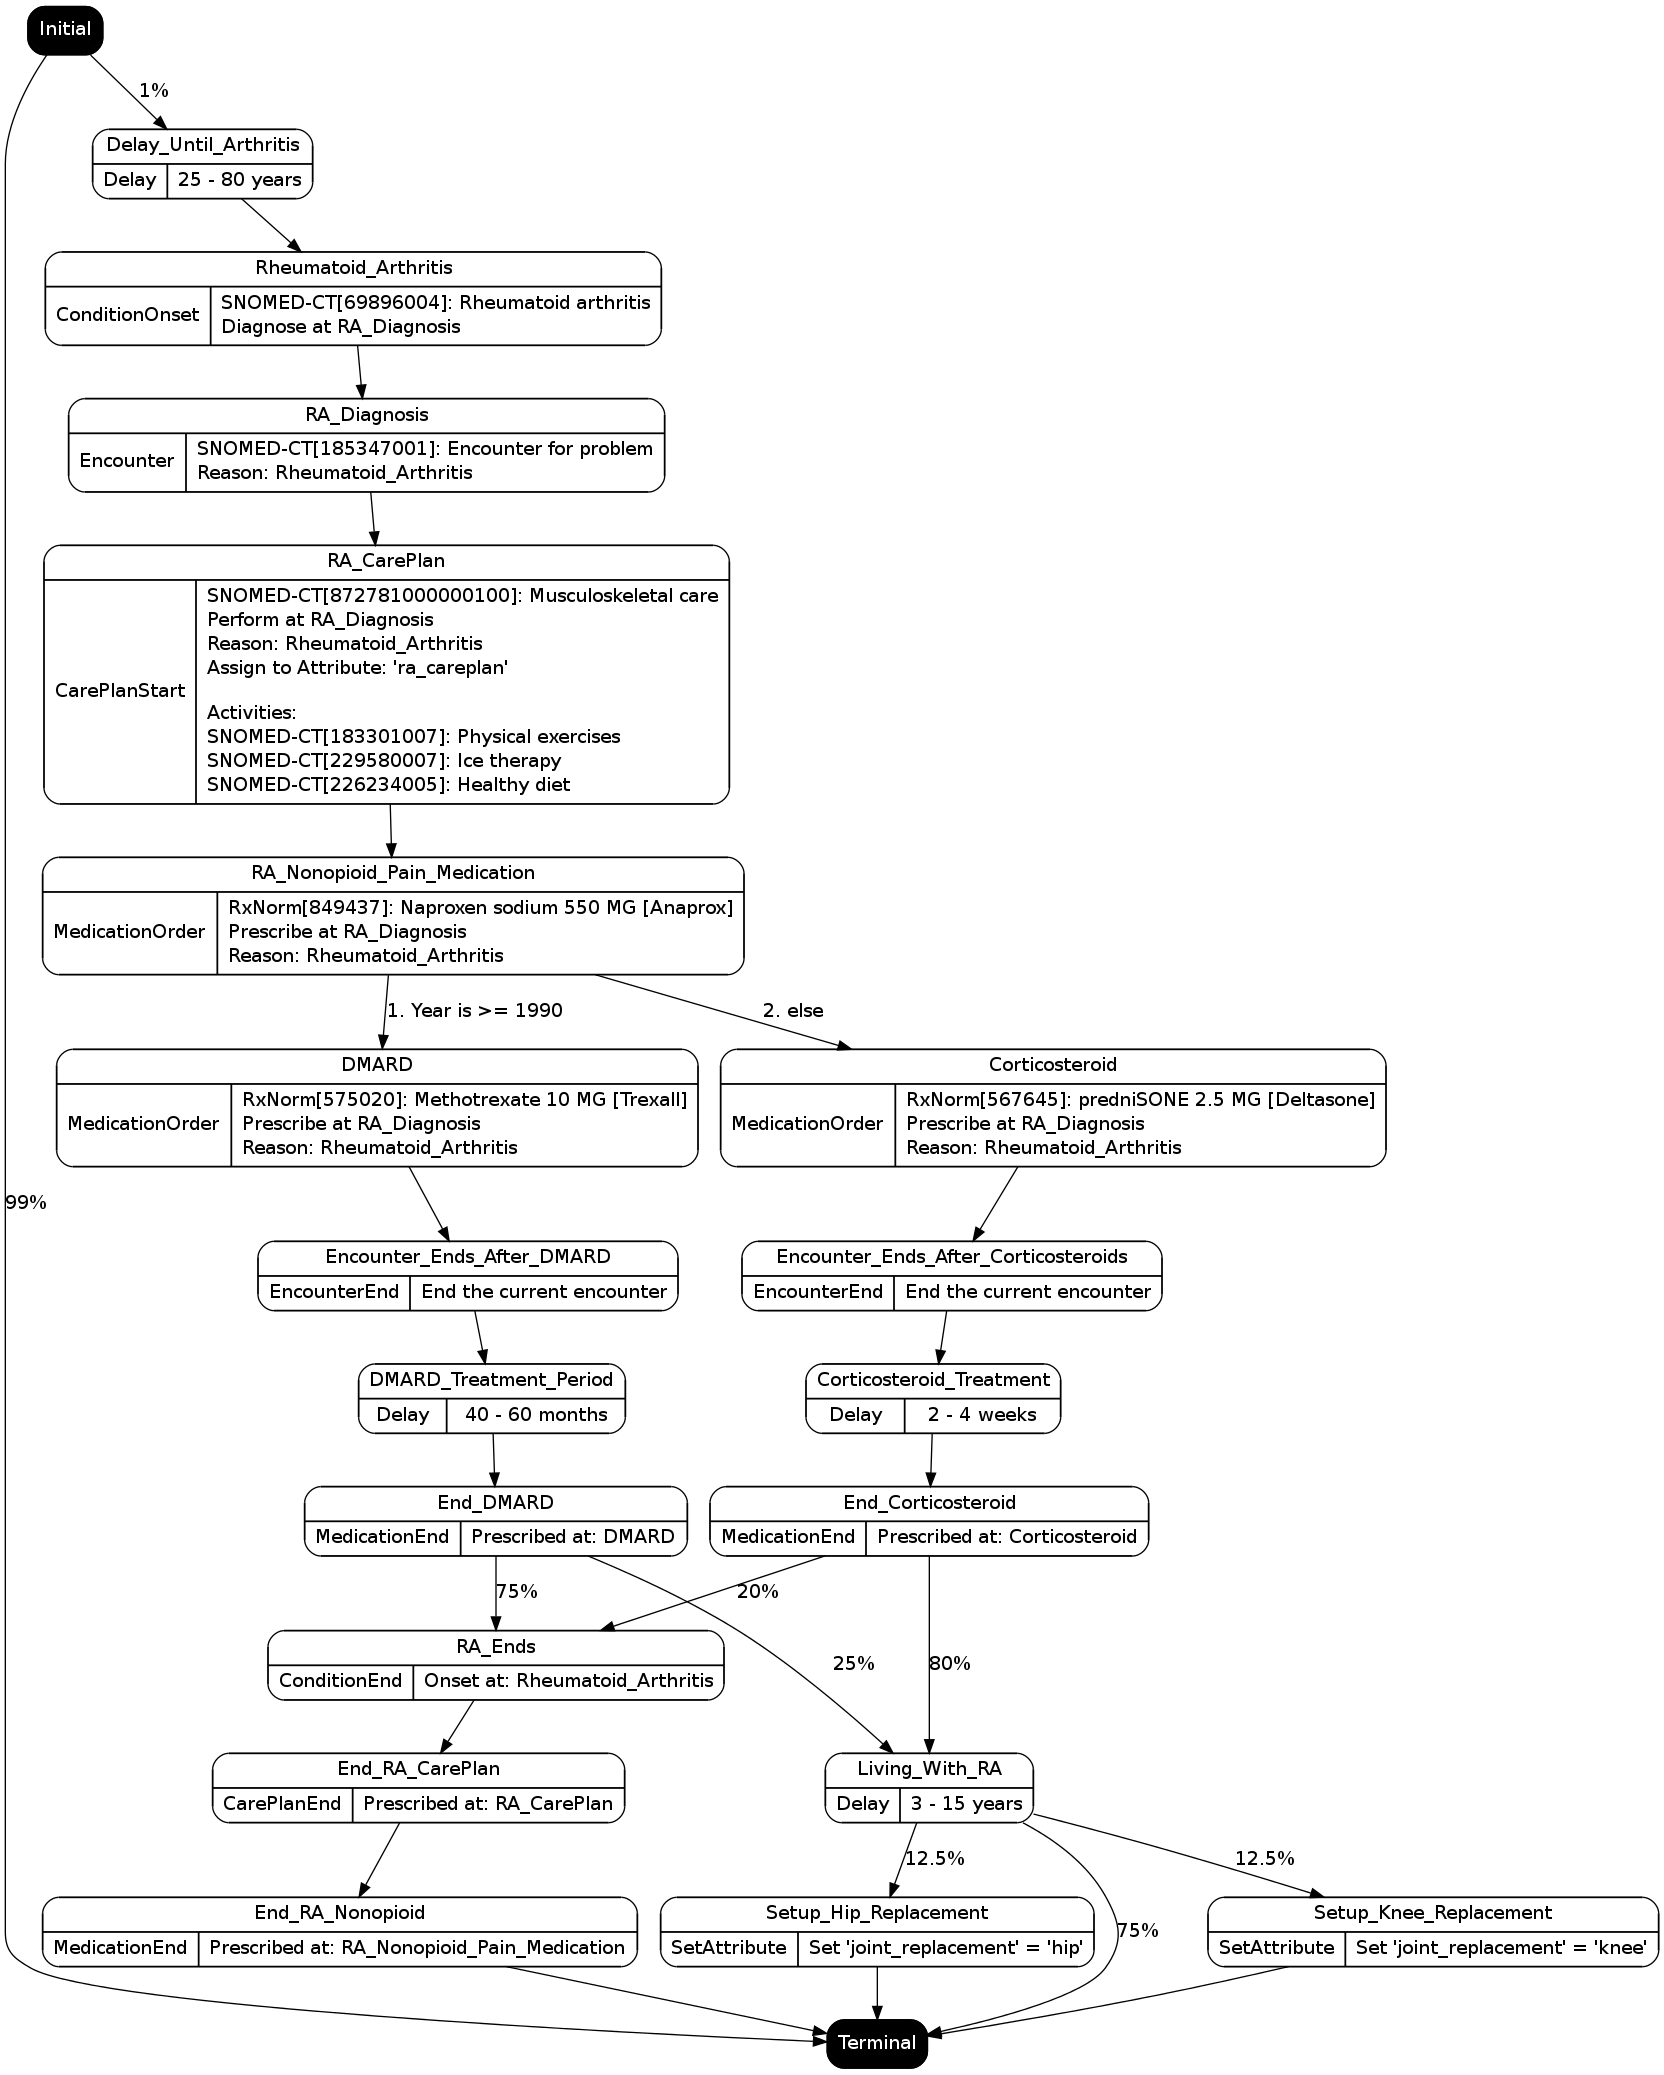 Initial
1%
Delay_Until_Arthritis
Delay
25 - 80 years
Rheumatoid_Arthritis
ConditionOnset
SNOMED-CT[69896004]: Rheumatoid arthritis
Diagnose at RA_Diagnosis
RA_Diagnosis
Encounter
SNOMED-CT[185347001]: Encounter for problem
Reason: Rheumatoid_Arthritis
RA_CarePlan
CarePlanStart
SNOMED-CT[872781000000100]: Musculoskeletal care
Perform at RA_Diagnosis
Reason: Rheumatoid_Arthritis
Assign to Attribute: 'ra_careplan'
Activities:
SNOMED-CT[183301007]: Physical exercises
SNOMED-CT[229580007]: Ice therapy
SNOMED-CT[226234005]: Healthy diet
RA_Nonopioid_Pain_Medication
MedicationOrder
RxNorm[849437]: Naproxen sodium 550 MG [Anaprox]
Prescribe at RA_Diagnosis
Reason: Rheumatoid_Arthritis
1. Year is >= 1990
2. else
DMARD
MedicationOrder
RxNorm[575020]: Methotrexate 10 MG [Trexall]
Prescribe at RA_Diagnosis
Reason: Rheumatoid_Arthritis
Corticosteroid
MedicationOrder
RxNorm[567645]: predniSONE 2.5 MG [Deltasone]
Prescribe at RA_Diagnosis
Reason: Rheumatoid_Arthritis
99%
Encounter_Ends_After_DMARD
EncounterEnd
End the current encounter
Encounter_Ends_After_Corticosteroids
EncounterEnd
End the current encounter
DMARD_Treatment_Period
Delay
40 - 60 months
Corticosteroid_Treatment
Delay
2 - 4 weeks
End_DMARD
MedicationEnd
Prescribed at: DMARD
End_Corticosteroid
MedicationEnd
Prescribed at: Corticosteroid
75%
20%
RA_Ends
ConditionEnd
Onset at: Rheumatoid_Arthritis
25%
80%
End_RA_CarePlan
CarePlanEnd
Prescribed at: RA_CarePlan
Living_With_RA
Delay
3 - 15 years
12.5%
12.5%
End_RA_Nonopioid
MedicationEnd
Prescribed at: RA_Nonopioid_Pain_Medication
Setup_Hip_Replacement
SetAttribute
Set 'joint_replacement' = 'hip'
75%
Setup_Knee_Replacement
SetAttribute
Set 'joint_replacement' = 'knee'
Terminal